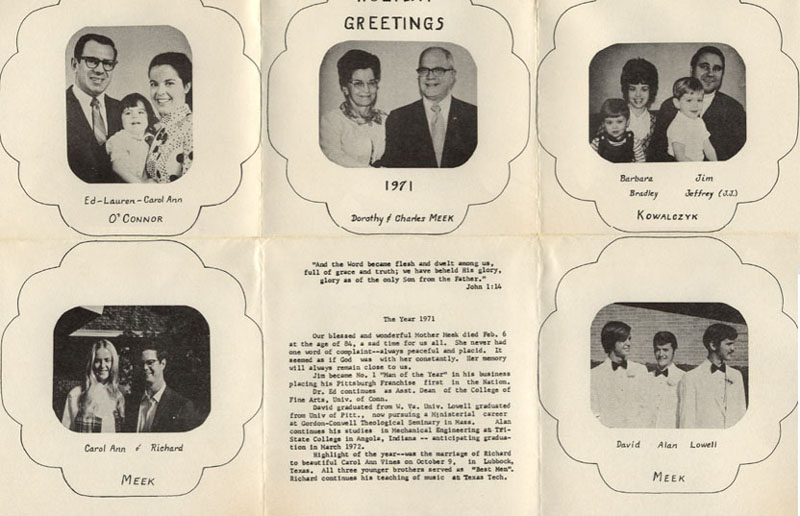 HOLIDAY
GREETINGS
Ed-Lauren-Carol Ann
O'CONNOR
1971
Dorothy & Charles MEEK
Barbara Jim
Bradley Jeffrey (J.J.)
KOWALCZYK
"And the Word became flesh and dwelt among us,
full of grace and truth; we have beheld His glory,
glory as of the only Son from the Father."
John 1:14
The Year 1971
Our blessed and wonderful Mother Meek died Feb. 6
at the age of 84, a sad time for us all. She never had
one word of complaint--always peaceful and placid. It
seemed as if God was with her constantly. Her memory
will always remain close to us.
Jim became No. 1 "Man of the Year" in his business
placing his Pittsburgh Franchise first in the Nation.
Dr. Ed continues as Asst. Dean of the College of
Fine Arts, Univ. of Conn.
David graduated from W. Va. Univ. Lowell graduated
from Univ of Pitt., now pursuing a Ministerial career
at Gordon-Conwell Theological Seminary in Mass. Alan
continues his studies in Mechanical Engineering at Tri-
State College in Angola, Indiana -- anticipating gradua-
tion in March 1972.
Highlight of the year--was the marriage of Richard
to beautiful Carol Ann Vines on October 9, in Lubbock,
Texas. All three younger brothers served as "Best Men".
Richard continues his teaching of music at Texas Tech.
Carol Ann & Richard
MEEK
David Alan Lowell
MEEK